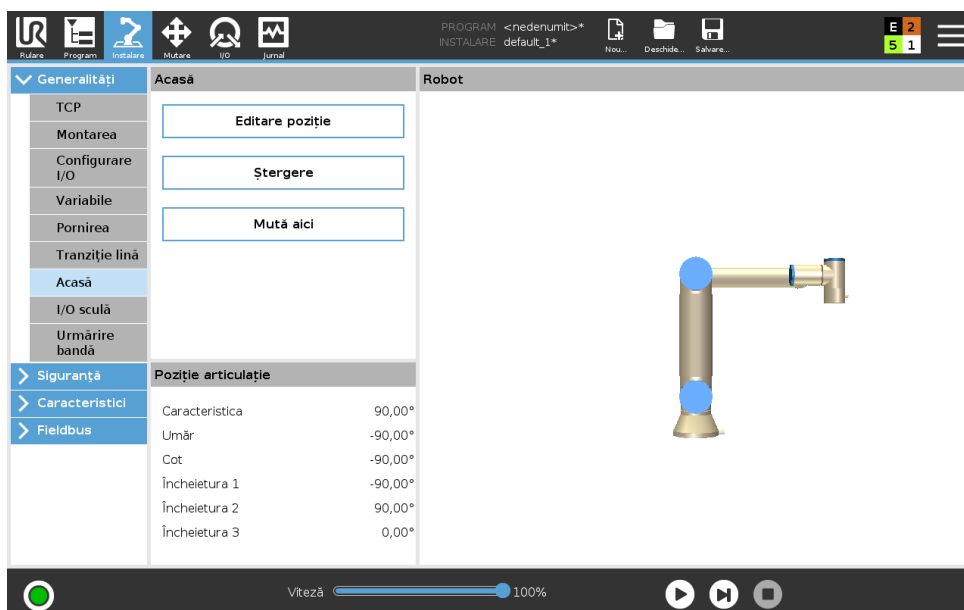 UR
Rulare
Program
Instalare
Mutare
I/O
Jurnal
PROGRAM <nedenumit>*
INSTALARE default_1*
Nou...
Deschide...
Salvare...
E 2
5 1
Generalități
TCP
Montarea
Configurare
I/O
Variabile
Pornirea
Tranziție lină
Acasă
I/O sculă
Urmărire
bandă
Siguranță
Caracteristici
Fieldbus
Acasă
Editare poziție
Ștergere
Mută aici
Poziție articulație
Caracteristica 90,00°
Umăr -90,00°
Cot -90,00°
Încheietura 1 -90,00°
Încheietura 2 90,00°
Încheietura 3 0,00°
Robot
Viteză 100%